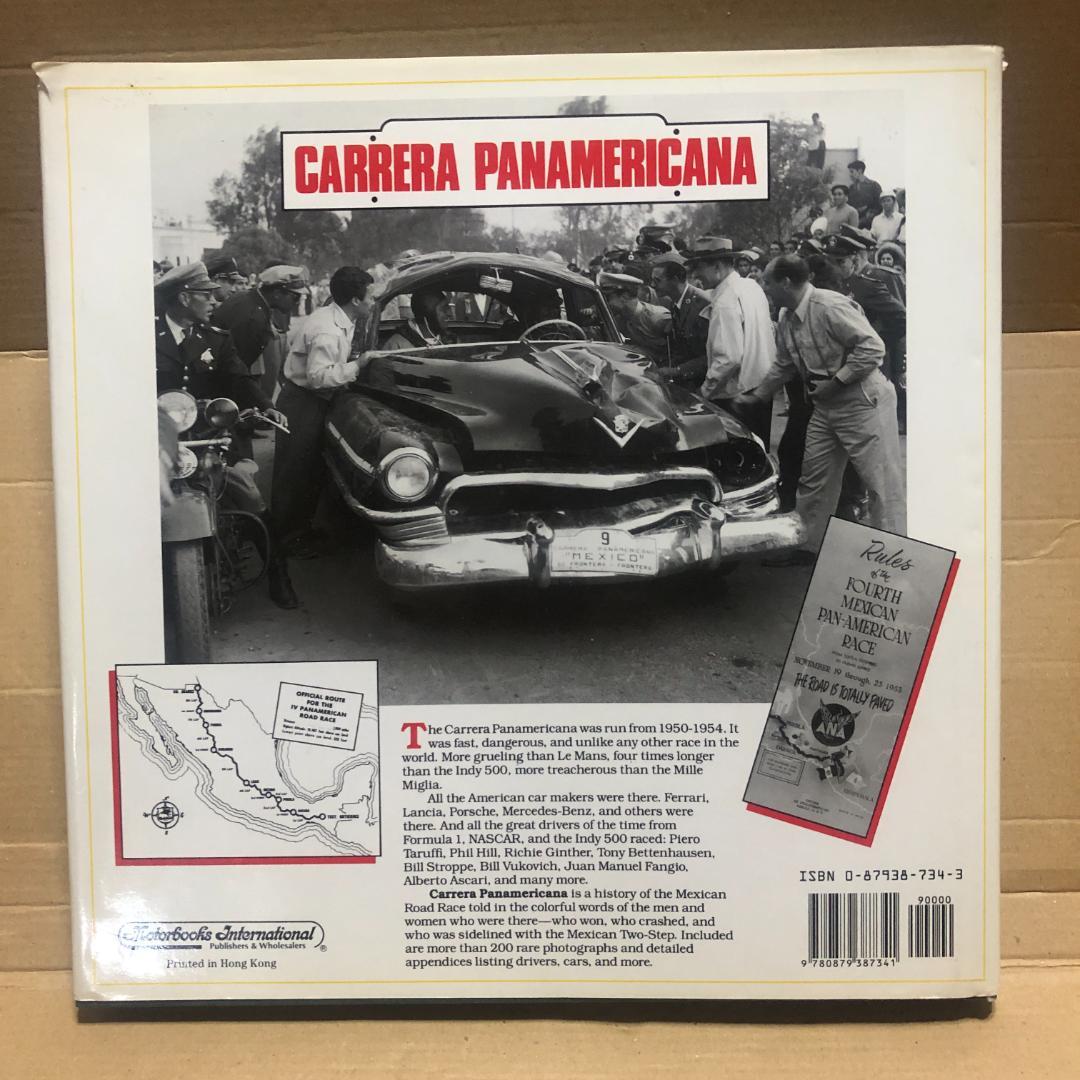 CARRERA PANAMERICANA
9
CARRERA PANAMERICANA
"MEXICO"
FRONTERA - FRONTERA
Rules
of the
FOURTH
MEXICAN
PAN-AMERICAN
RACE
NOVEMBER 19 through 23 1953
THE ROAD IS TOTALLY PAVED
ANA
OFFICIAL ROUTE
FOR THE
IV PANAMERICAN
ROAD RACE
The Carrera Panamericana was run from 1950-1954. It
was fast, dangerous, and unlike any other race in the
world. More grueling than Le Mans, four times longer
than the Indy 500, more treacherous than the Mille
Miglia.
All the American car makers were there. Ferrari,
Lancia, Porsche, Mercedes-Benz, and others were
there. And all the great drivers of the time from
Formula 1, NASCAR, and the Indy 500 raced: Piero
Taruffi, Phil Hill, Richie Ginther, Tony Bettenhausen,
Bill Stroppe, Bill Vukovich, Juan Manuel Fangio,
Alberto Ascari, and many more.
Carrera Panamericana is a history of the Mexican
Road Race told in the colorful words of the men and
women who were there—who won, who crashed, and
who was sidelined with the Mexican Two-Step. Included
are more than 200 rare photographs and detailed
appendices listing drivers, cars, and more.
Motorbooks International
Publishers & Wholesalers ®
Printed in Hong Kong
ISBN 0-87938-734-3
90000
9 780879 387341